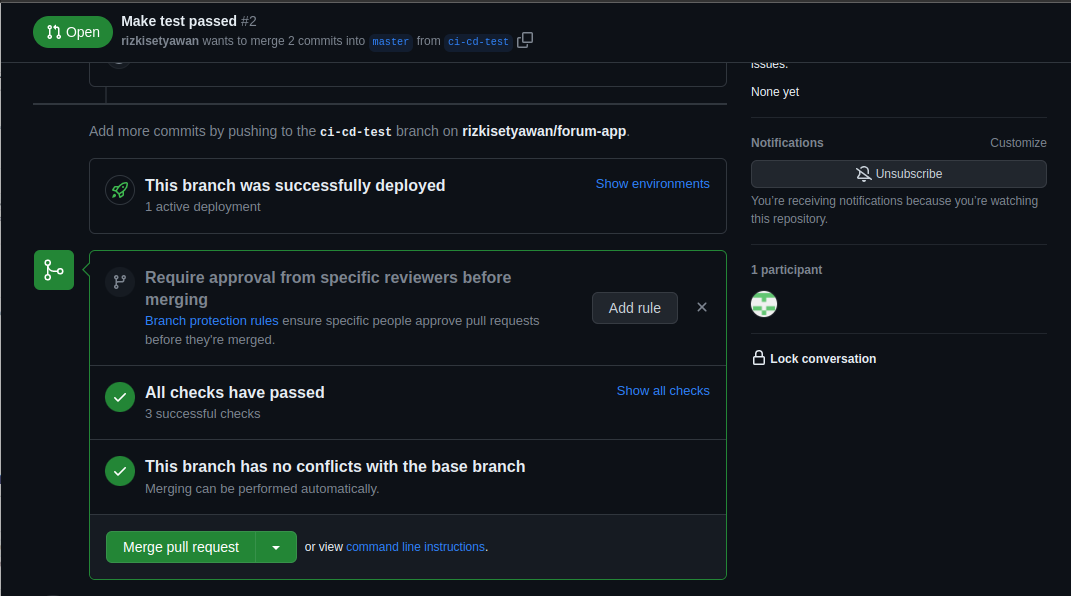 Open
Make test passed #2
rizkisetyawan wants to merge 2 commits into master from ci-cd-test
issues.
None yet
Add more commits by pushing to the ci-cd-test branch on rizkisetyawan/forum-app.
Notifications
Customize
Unsubscribe
You're receiving notifications because you're watching
this repository.
This branch was successfully deployed
Show environments
1 active deployment
1 participant
Require approval from specific reviewers before
merging
Branch protection rules ensure specific people approve pull requests
before they're merged.
Add rule
Lock conversation
All checks have passed
Show all checks
3 successful checks
This branch has no conflicts with the base branch
Merging can be performed automatically.
Merge pull request
or view command line instructions.